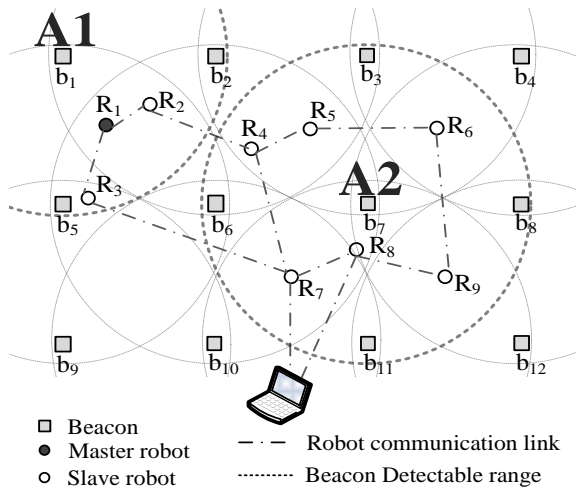 A1
b1 b2 b3 b4
R1 R2 R5 R6
R4
A2
R3
b5 b6 b7 b8
R8
R7 R9
b9 b10 b11 b12
Beacon
Master robot Robot communication link
Slave robot Beacon Detectable range